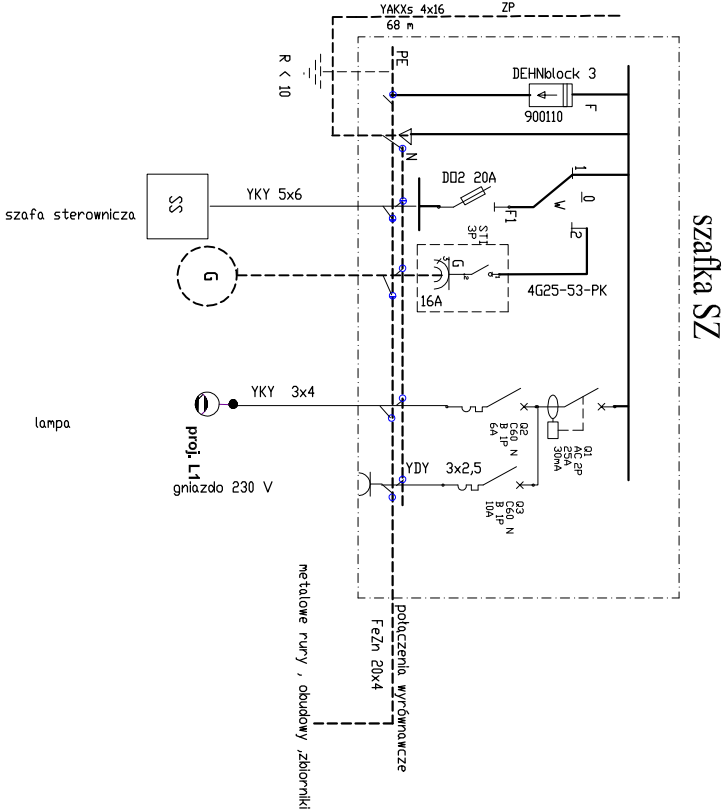 YAKXs 4x16
68 m
ZP
PE
R < 10
DEHNblock 3
F
900110
N
SS
YKY 5x6
DO2 20A
F1
1
0
W
2
szafa sterownicza
G
ST1
3P
G
3
2
1
16A
4G25-53-PK
szafka SZ
YKY 3x4
lampa
proj. L1
Q2
C60 N
B 1P
6A
Q1
AC 2P
25A
30mA
YDY 3x2,5
gniazdo 230 V
Q3
C60 N
B 1P
10A
połączenia wyrównawcze
FeZn 20x4
metalowe rury , obudowy ,zbiorniki